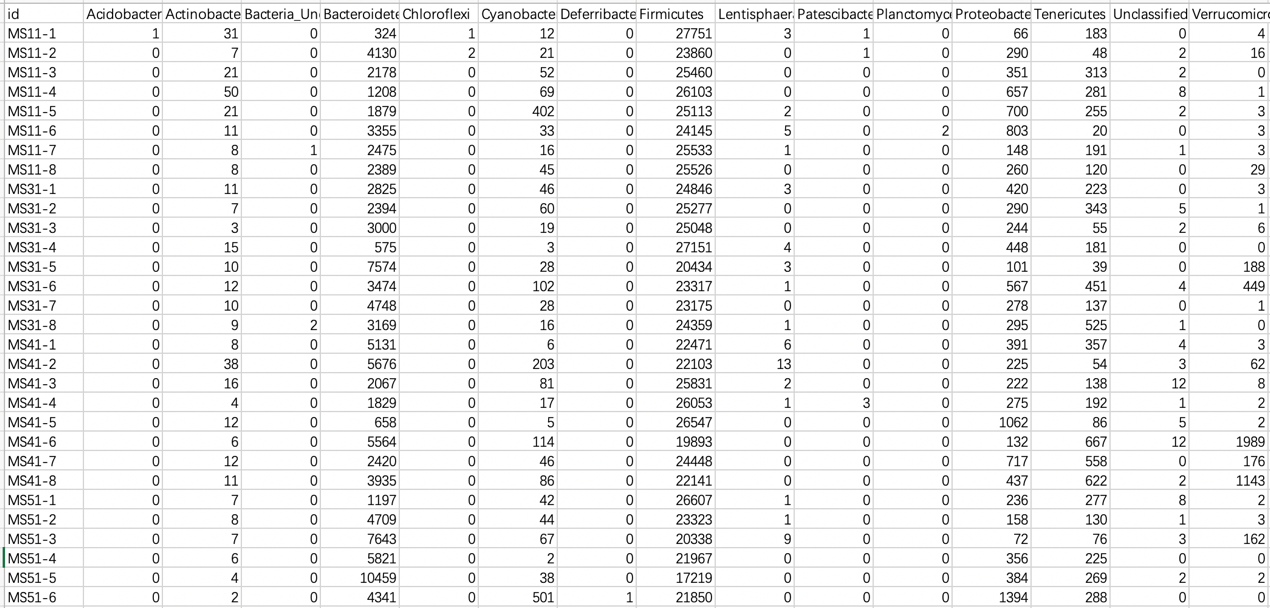 id Acidobacter Actinobacte Bacteria_Un Bacteroidete Chloroflexi Cyanobacte Deferribacte Firmicutes Lentisphaera Patescibacte Planctomyc Proteobacte Tenericutes Unclassified Verrucomicro
MS11-1 1 31 0 324 1 12 0 27751 3 1 0 66 183 0 4
MS11-2 0 7 0 4130 2 21 0 23860 0 1 0 290 48 2 16
MS11-3 0 21 0 2178 0 52 0 25460 0 0 0 351 313 2 0
MS11-4 0 50 0 1208 0 69 0 26103 0 0 0 657 281 8 1
MS11-5 0 21 0 1879 0 402 0 25113 2 0 0 700 255 2 3
MS11-6 0 11 0 3355 0 33 0 24145 5 0 2 803 20 0 3
MS11-7 0 8 1 2475 0 16 0 25533 1 0 0 148 191 1 3
MS11-8 0 8 0 2389 0 45 0 25526 0 0 0 260 120 0 29
MS31-1 0 11 0 2825 0 46 0 24846 3 0 0 420 223 0 3
MS31-2 0 7 0 2394 0 60 0 25277 0 0 0 290 343 5 1
MS31-3 0 3 0 3000 0 19 0 25048 0 0 0 244 55 2 6
MS31-4 0 15 0 575 0 3 0 27151 4 0 0 448 181 0 0
MS31-5 0 10 0 7574 0 28 0 20434 3 0 0 101 39 0 188
MS31-6 0 12 0 3474 0 102 0 23317 1 0 0 567 451 4 449
MS31-7 0 10 0 4748 0 28 0 23175 0 0 0 278 137 0 1
MS31-8 0 9 2 3169 0 16 0 24359 1 0 0 295 525 1 0
MS41-1 0 8 0 5131 0 6 0 22471 6 0 0 391 357 4 3
MS41-2 0 38 0 5676 0 203 0 22103 13 0 0 225 54 3 62
MS41-3 0 16 0 2067 0 81 0 25831 2 0 0 222 138 12 8
MS41-4 0 4 0 1829 0 17 0 26053 1 3 0 275 192 1 2
MS41-5 0 12 0 658 0 5 0 26547 0 0 0 1062 86 5 2
MS41-6 0 6 0 5564 0 114 0 19893 0 0 0 132 667 12 1989
MS41-7 0 12 0 2420 0 46 0 24448 0 0 0 717 558 0 176
MS41-8 0 11 0 3935 0 86 0 22141 0 0 0 437 622 2 1143
MS51-1 0 7 0 1197 0 42 0 26607 1 0 0 236 277 8 2
MS51-2 0 8 0 4709 0 44 0 23323 1 0 0 158 130 1 3
MS51-3 0 7 0 7643 0 67 0 20338 9 0 0 72 76 3 162
MS51-4 0 6 0 5821 0 2 0 21967 0 0 0 356 225 0 0
MS51-5 0 4 0 10459 0 38 0 17219 0 0 0 384 269 2 2
MS51-6 0 2 0 4341 0 501 1 21850 0 0 0 1394 288 0 0